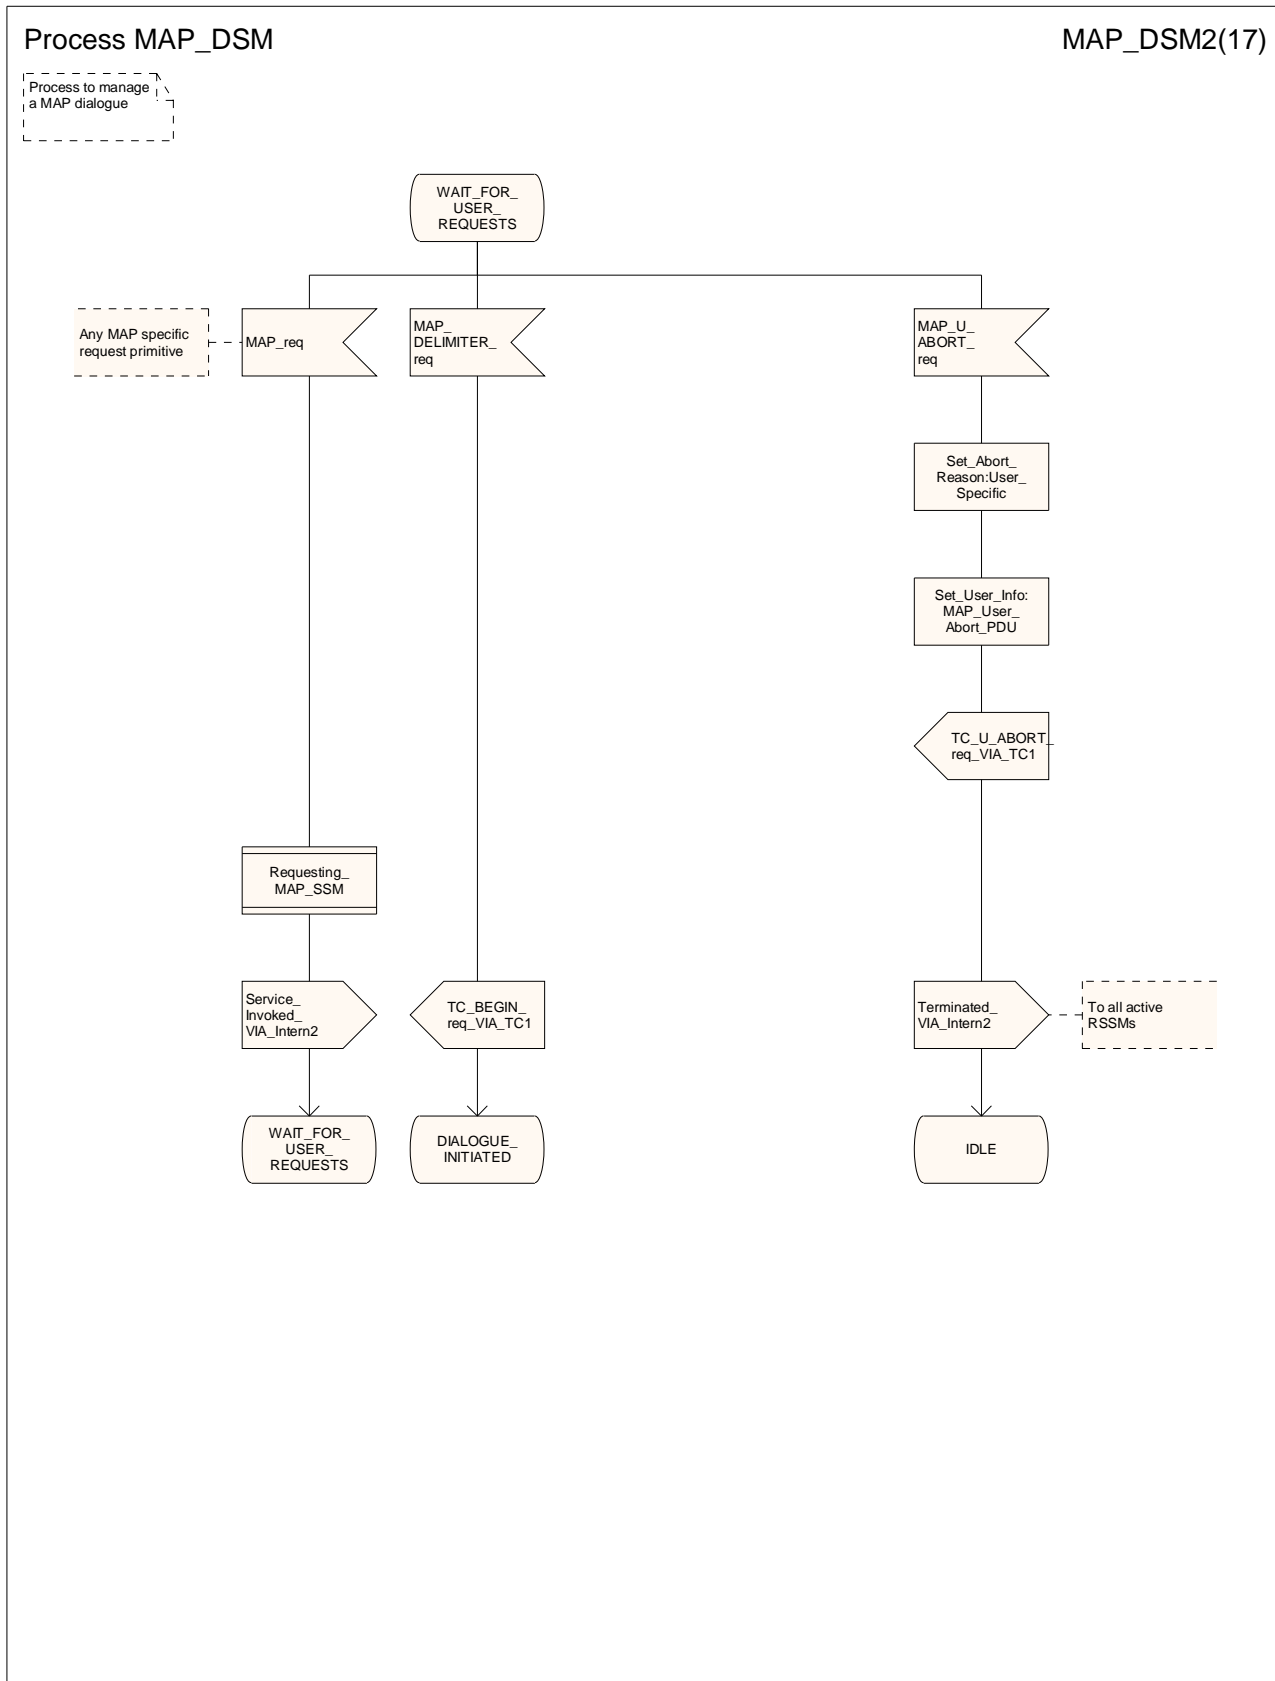 Process MAP_DSM
MAP_DSM2(17)
Process to manage
a MAP dialogue
WAIT_FOR_
USER_
REQUESTS
Any MAP specific
request primitive
MAP_req
MAP_
DELIMITER_
req
MAP_U_
ABORT_
req
Set_Abort_
Reason:User_
Specific
Set_User_Info:
MAP_User_
Abort_PDU
TC_U_ABORT_
req_VIA_TC1
Requesting_
MAP_SSM
Service_
Invoked_
VIA_Intern2
TC_BEGIN_
req_VIA_TC1
Terminated_
VIA_Intern2
To all active
RSSMs
WAIT_FOR_
USER_
REQUESTS
DIALOGUE_
INITIATED
IDLE